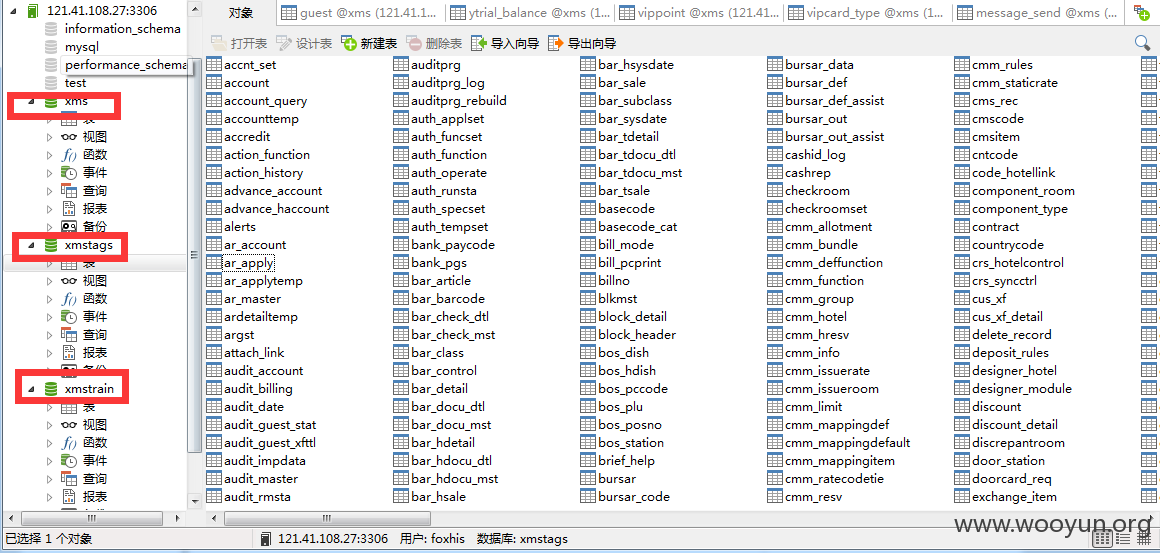 121.41.108.27:3306
information_schema
mysql
performance_schema
test
xms
表
视图
函数
事件
查询
报表
备份
xmstags
表
视图
函数
事件
查询
报表
备份
xmstrain
表
视图
函数
事件
查询
报表
对象 guest @xms (121.41.1... ytrial_balance @xms (1... vippoint @xms (121.41.... vipcard_type @xms (1... message_send @xms (...
打开表 设计表 新建表 删除表 导入向导 导出向导
accnt_set auditprg bar_hsysdate bursar_data cmm_rules
account auditprg_log bar_sale bursar_def cmm_staticrate
account_query auditprg_rebuild bar_subclass bursar_def_assist cms_rec
accounttemp auth_applset bar_sysdate bursar_out cmscode
accredit auth_funcset bar_tdetail bursar_out_assist cmsitem
action_function auth_function bar_tdocu_dtl cashid_log cntcode
action_history auth_operate bar_tdocu_mst cashrep code_hotellink
advance_account auth_runsta bar_tsale checkroom component_room
advance_haccount auth_specset basecode checkroomset component_type
alerts auth_tempset basecode_cat cmm_allotment contract
ar_account bank_paycode bill_mode cmm_bundle countrycode
ar_apply bank_pgs bill_pcprint cmm_deffunction crs_hotelcontrol
ar_applytemp bar_article billno cmm_function crs_syncctrl
ar_master bar_barcode blkmst cmm_group cus_xf
ardetailtemp bar_check_dtl block_detail cmm_hotel cus_xf_detail
argst bar_check_mst block_header cmm_hresv delete_record
attach_link bar_class bos_dish cmm_info deposit_rules
audit_account bar_control bos_hdish cmm_issuerate designer_hotel
audit_billing bar_detail bos_pccode cmm_issueroom designer_module
audit_date bar_docu_dtl bos_plu cmm_limit discount
audit_guest_stat bar_docu_mst bos_posno cmm_mappingdef discount_detail
audit_guest_xfttl bar_hdetail bos_station cmm_mappingdefault discrepantroom
audit_impdata bar_hdocu_dtl brief_help cmm_mappingitem door_station
audit_master bar_hdocu_mst bursar cmm_ratecodetie doorcard_req
audit_rmsta bar_hsale bursar_code cmm_resv exchange_item
www.wooyun.org
已选择 1 个对象 121.41.108.27:3306 用户: foxhis 数据库: xmstags